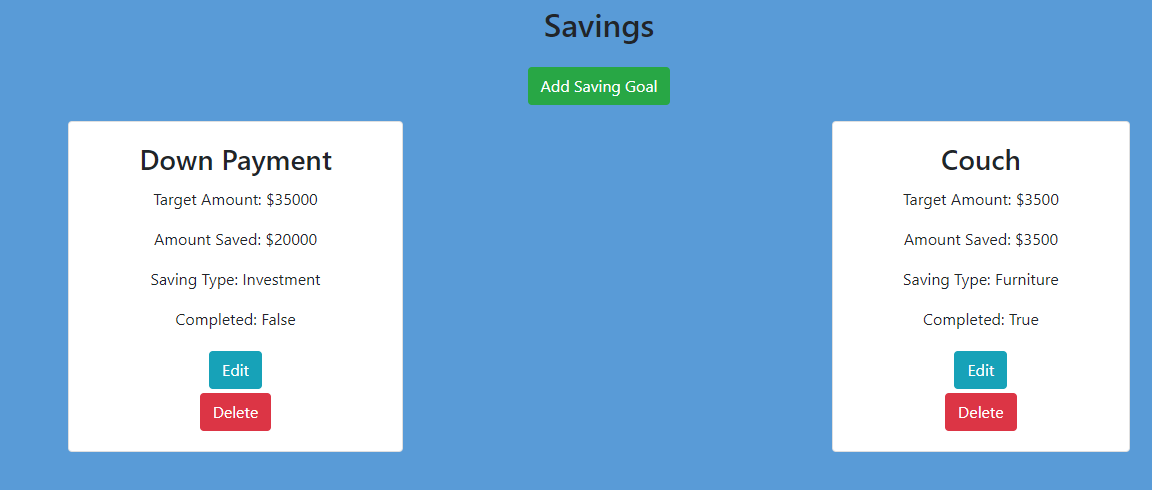 Savings
Add Saving Goal
Down Payment
Target Amount: $35000
Amount Saved: $20000
Saving Type: Investment
Completed: False
Edit
Delete
Couch
Target Amount: $3500
Amount Saved: $3500
Saving Type: Furniture
Completed: True
Edit
Delete